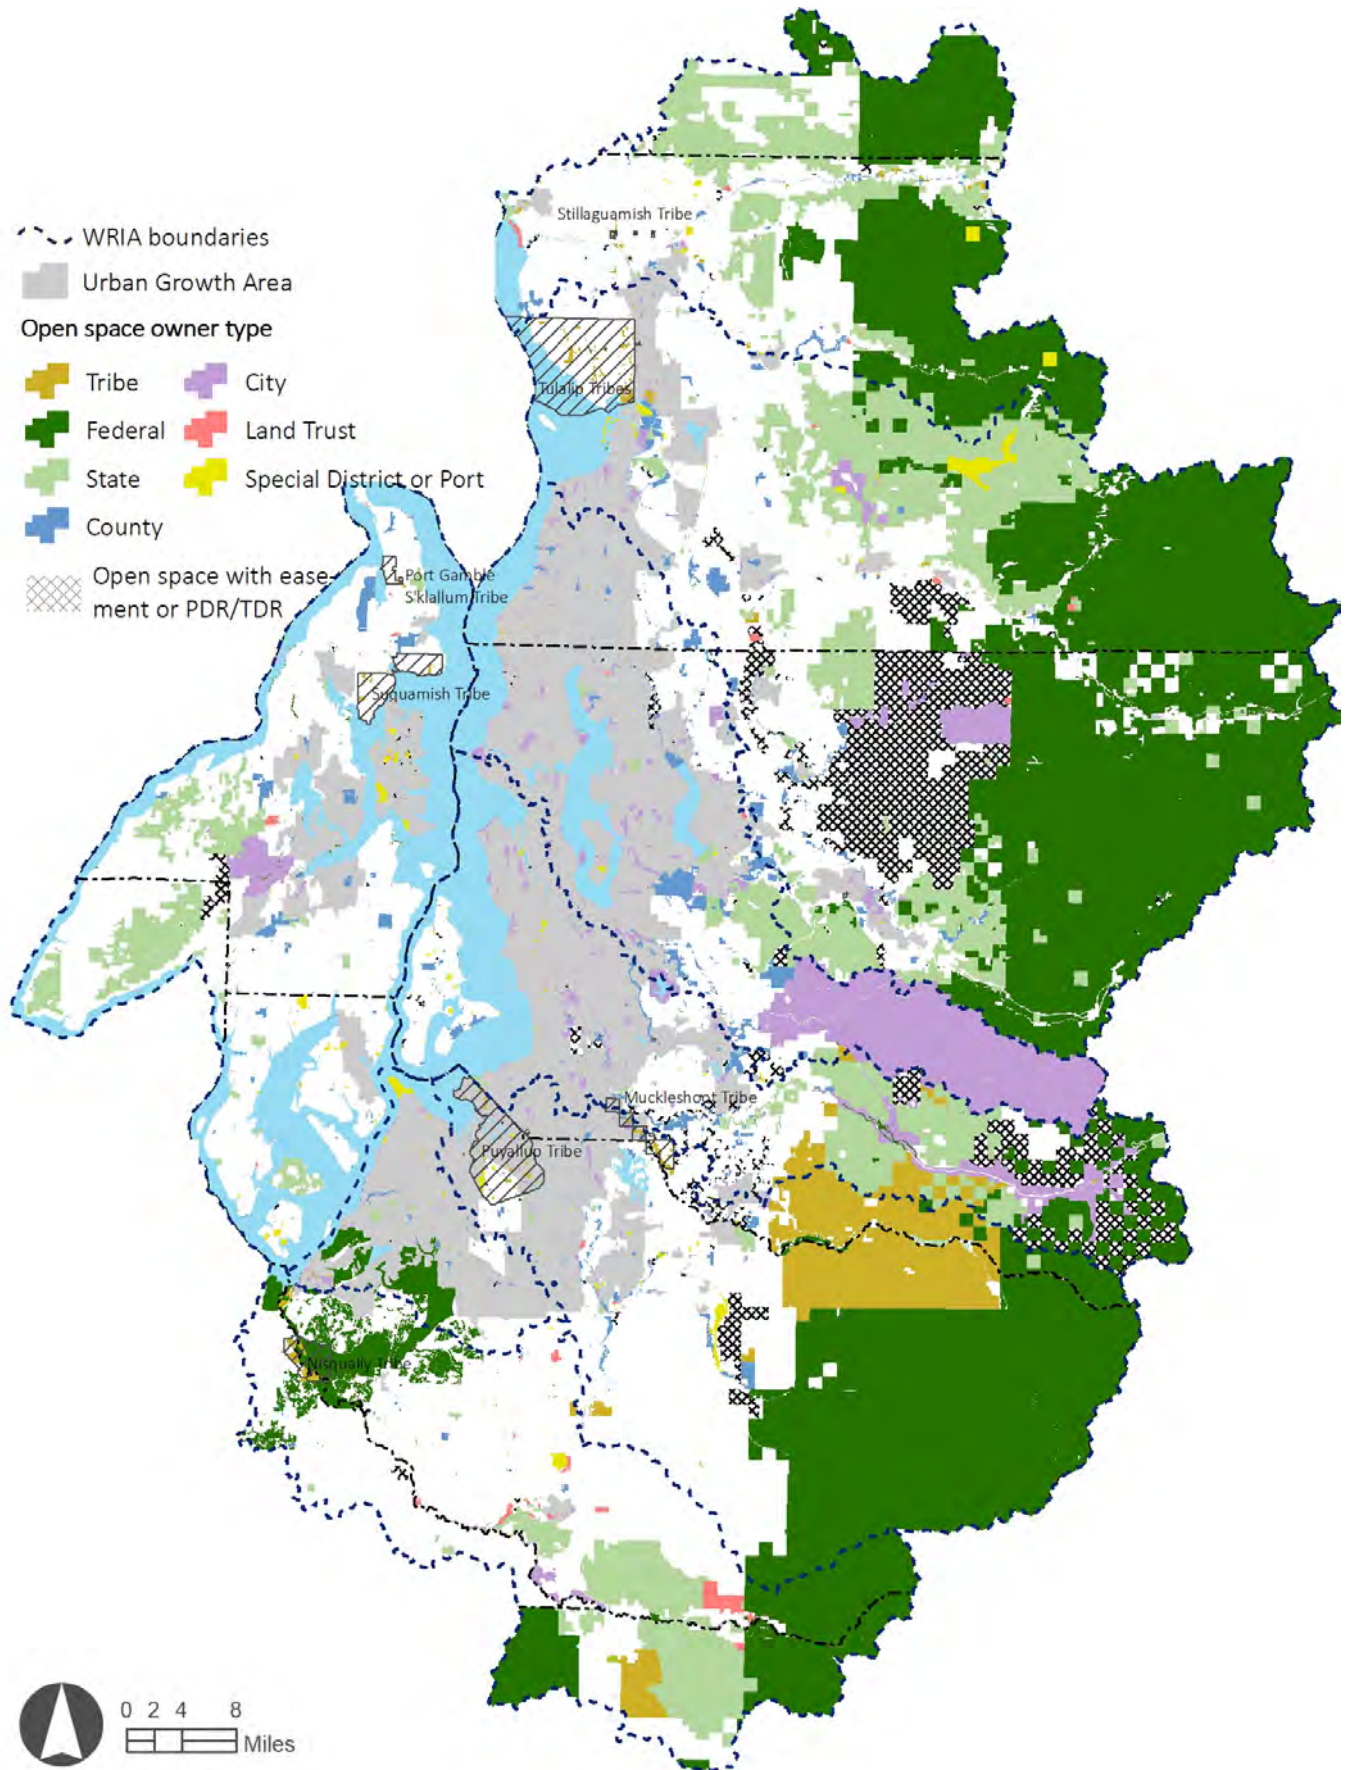 Stillaguamish Tribe
WRIA boundaries
Urban Growth Area
Open space owner type
Tribe
City
Federal
Land Trust
State
Special District or Port
County
Open space with ease-
ment or PDR/TDR
Tulalip Tribes
Port Gamble
S'klallum Tribe
Suquamish Tribe
Muckleshoot Tribe
Puyallup Tribe
Nisqually Tribe
0 2 4 8
Miles